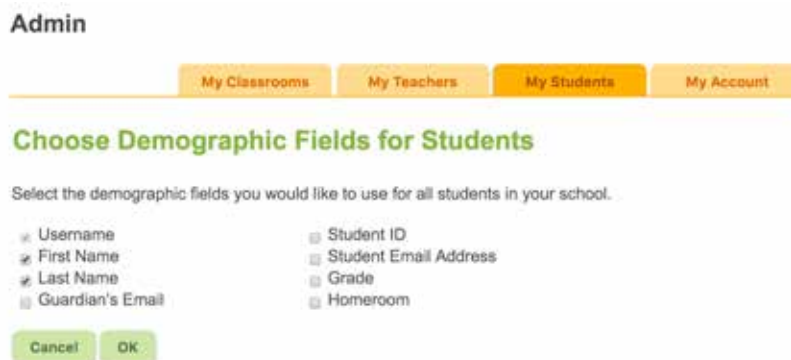 Admin
My Classrooms My Teachers My Students My Account
Choose Demographic Fields for Students
Select the demographic fields you would like to use for all students in your school.
Username Student ID
First Name Student Email Address
Last Name Grade
Guardian's Email Homeroom
Cancel OK